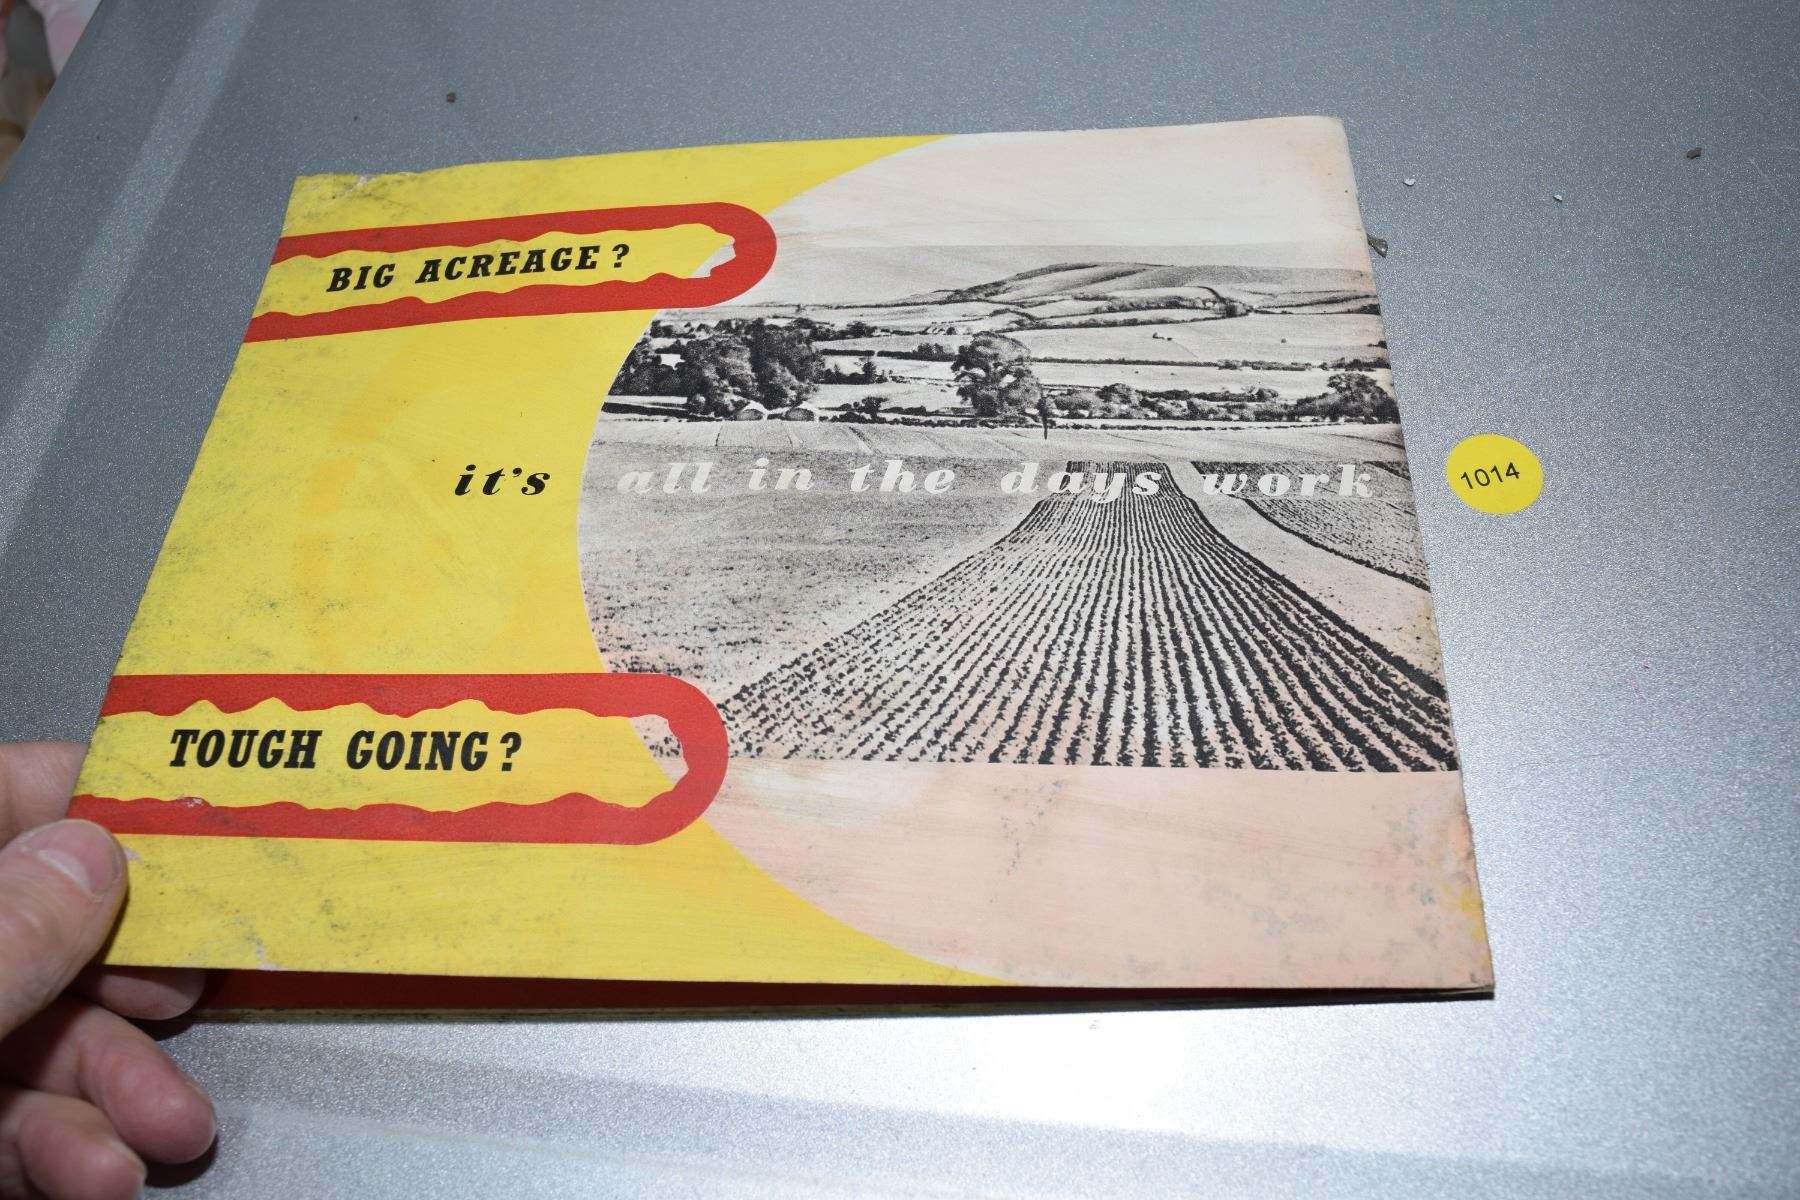 BIG ACREAGE?
it's all in the days work
1014
TOUGH GOING?